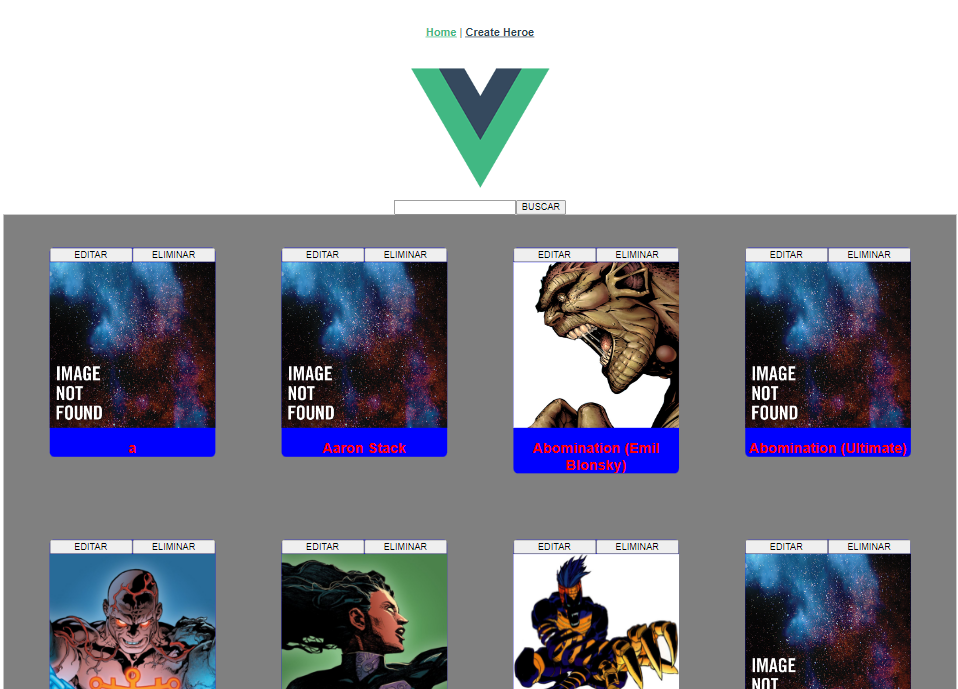 Home | Create Heroe
BUSCAR
EDITAR ELIMINAR EDITAR ELIMINAR EDITAR ELIMINAR EDITAR ELIMINAR
IMAGE
NOT
FOUND
a
IMAGE
NOT
FOUND
Aaron Stack
Abomination (Emil
Blonsky)
IMAGE
NOT
FOUND
Abomination (Ultimate)
EDITAR ELIMINAR EDITAR ELIMINAR EDITAR ELIMINAR EDITAR ELIMINAR
IMAGE
NOT